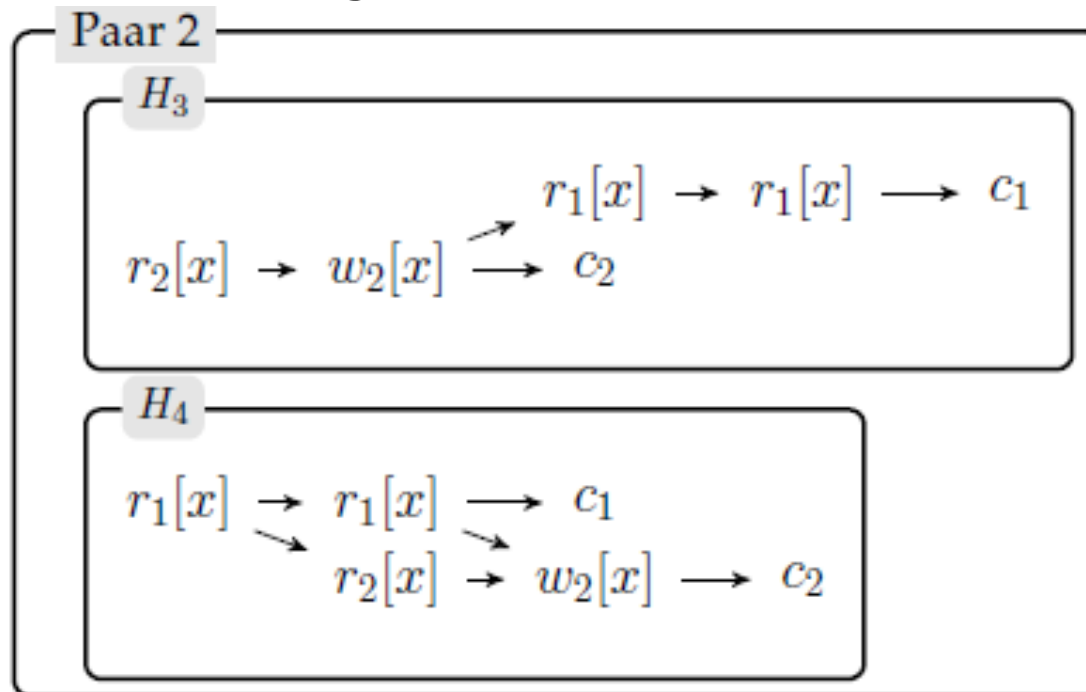 Paar 2
H₃
r₁[x] → r₁[x] → c₁
r₂[x] → w₂[x] → c₂
H₄
r₁[x] → r₁[x] → c₁
r₂[x] → w₂[x] → c₂